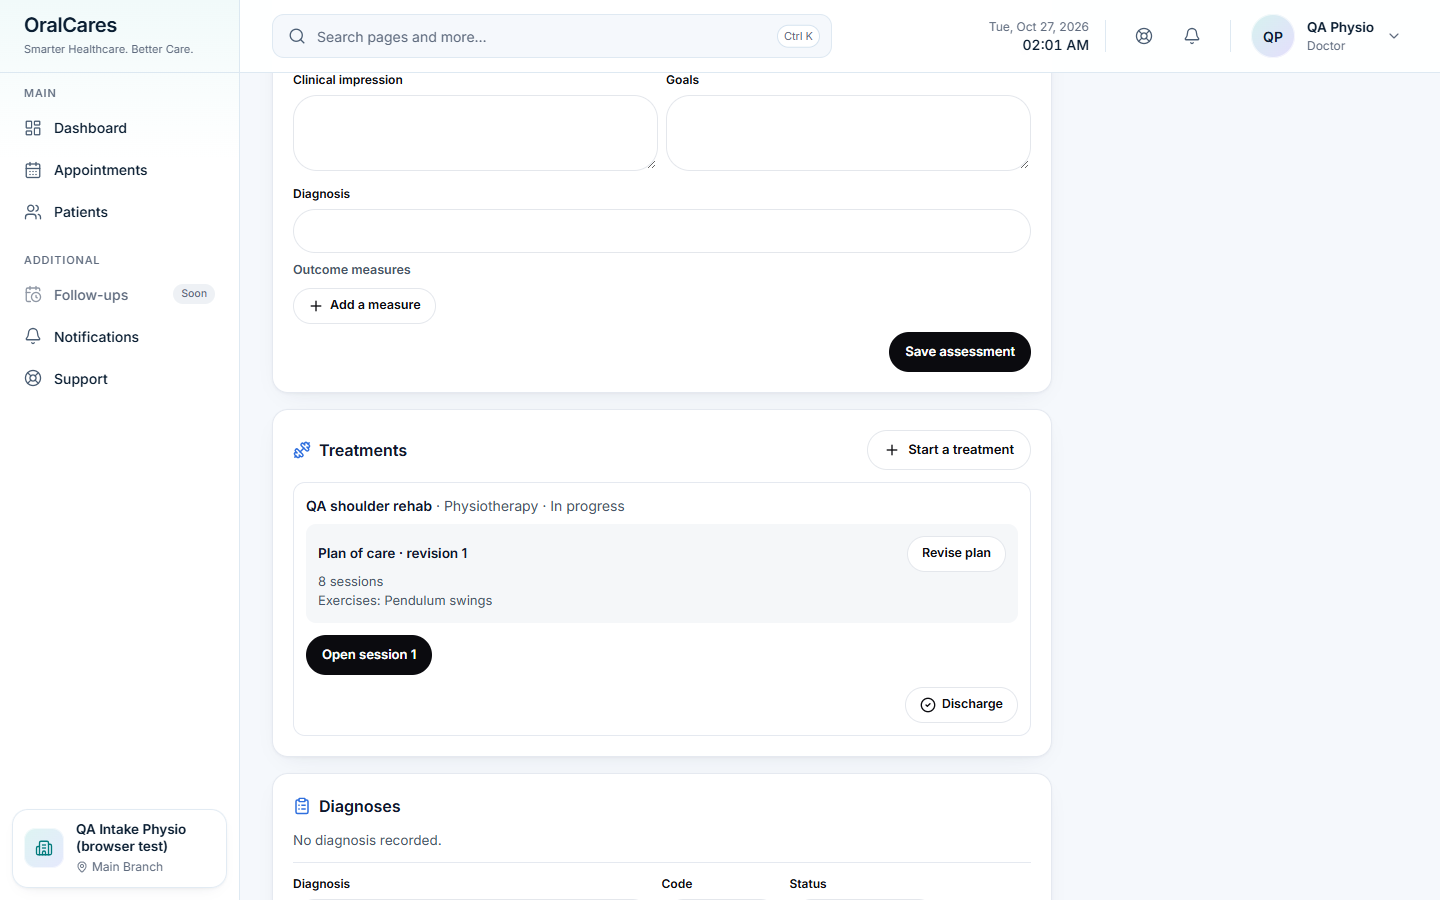 OralCares
Smarter Healthcare. Better Care.
Search pages and more...
Ctrl K
Tue, Oct 27, 2026
02:01 AM
QP
QA Physio
Doctor
MAIN
Dashboard
Appointments
Patients
ADDITIONAL
Follow-ups
Soon
Notifications
Support
QA Intake Physio
(browser test)
Main Branch
Clinical impression
Goals
Diagnosis
Outcome measures
Add a measure
Save assessment
Treatments
Start a treatment
QA shoulder rehab · Physiotherapy · In progress
Plan of care · revision 1
Revise plan
8 sessions
Exercises: Pendulum swings
Open session 1
Discharge
Diagnoses
No diagnosis recorded.
Diagnosis
Code
Status